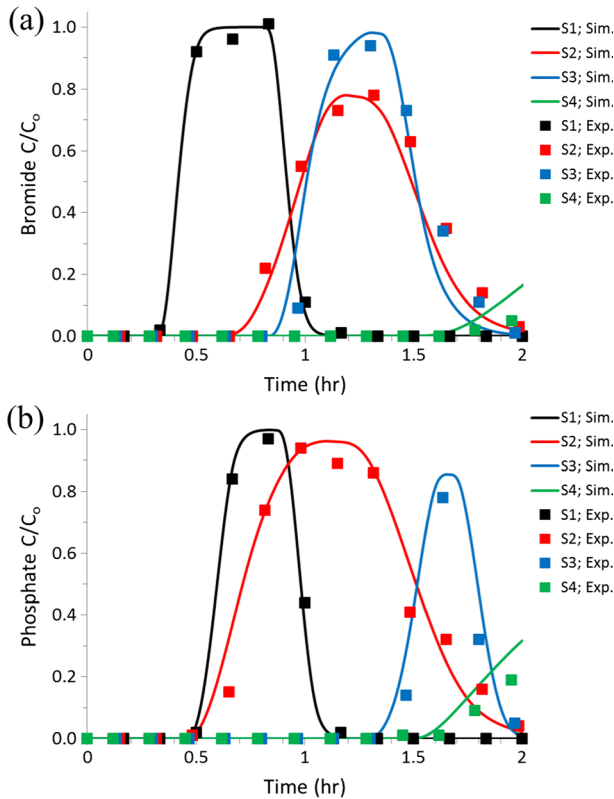 (a)
Bromide C/Co
1.0
0.8
0.6
0.4
0.2
0.0
0
0.5
1
1.5
2
Time (hr)
S1; Sim.
S2; Sim.
S3; Sim.
S4; Sim.
S1; Exp.
S2; Exp.
S3; Exp.
S4; Exp.
(b)
Phosphate C/Co
1.0
0.8
0.6
0.4
0.2
0.0
0
0.5
1
1.5
2
Time (hr)
S1; Sim.
S2; Sim.
S3; Sim.
S4; Sim.
S1; Exp.
S2; Exp.
S3; Exp.
S4; Exp.